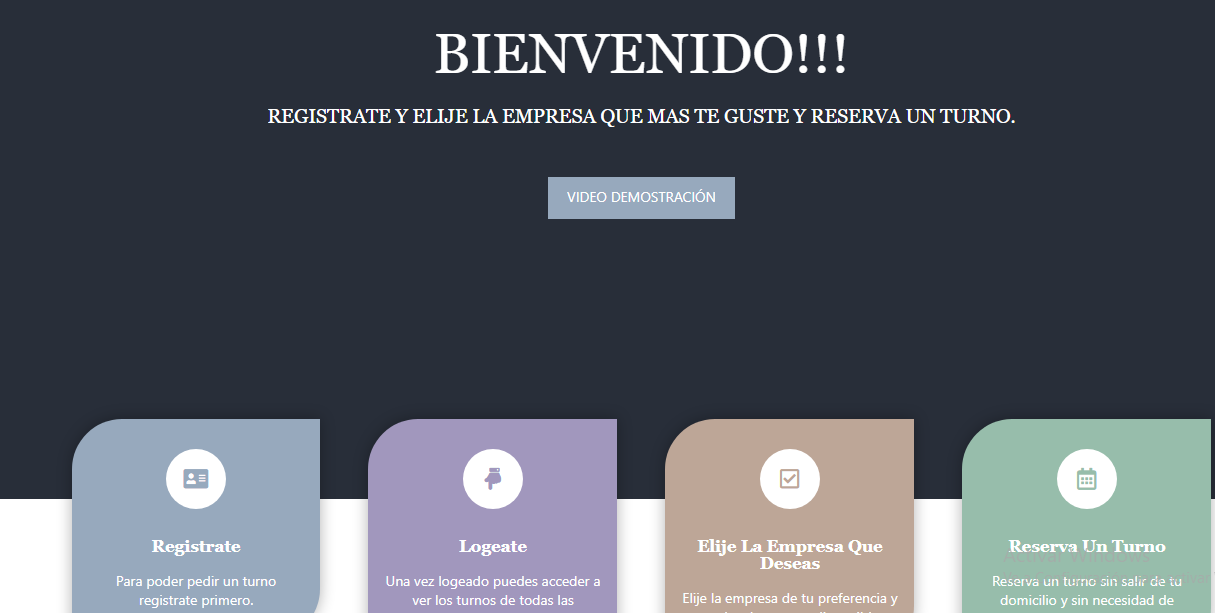 BIENVENIDO!!!
REGISTRATE Y ELIJE LA EMPRESA QUE MAS TE GUSTE Y RESERVA UN TURNO.
VIDEO DEMOSTRACIÓN
Registrate
Para poder pedir un turno
registrate primero.
Logeate
Una vez logeado puedes acceder a
ver los turnos de todas las
Elije La Empresa Que
Deseas
Elije la empresa de tu preferencia y
Reserva Un Turno
Reserva un turno sin salir de tu
domicilio y sin necesidad de
Activar Windows